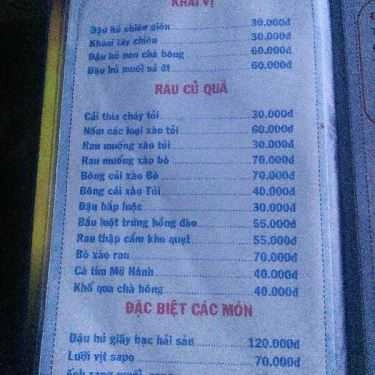 KHAI VỊ
Đậu hủ chiên giòn 30.000đ
Khoai tây chiên 30.000đ
Đậu hủ non chà bông 60.000đ
Đậu hủ muối sả ớt 60.000đ
RAU CỦ QUẢ
Cải thìa cháy tỏi 30.000đ
Nấm các loại xào tỏi 60.000đ
Rau muống xào tỏi 30.000đ
Rau muống xào bò 70.000đ
Bông cải xào Bò 70.000đ
Bông cải xào Tỏi 40.000đ
Đậu bắp luộc 30.000đ
Bầu luột trứng hồng đào 55.000đ
Rau thập cẩm kho quẹt 55.000đ
Bò xào rau 70.000đ
Cà tím Mỡ Hành 40.000đ
Khổ qua chà bông 40.000đ
ĐẶC BIỆT CÁC MÓN
Đậu hủ giấy bạc hải sản 120.000đ
Lưỡi vịt sapo 70.000đ